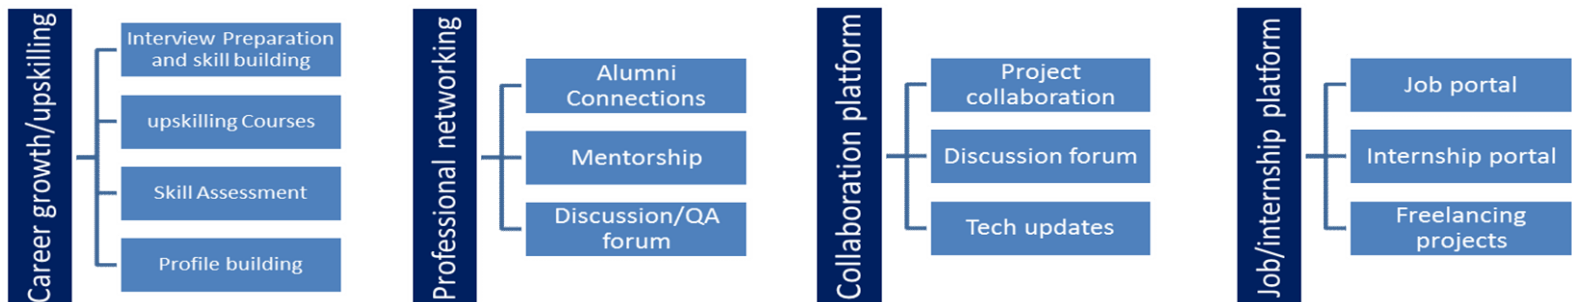 Career growth/upskilling
Interview Preparation
and skill building
upskilling Courses
Skill Assessment
Profile building
Professional networking
Alumni
Connections
Mentorship
Discussion/QA
forum
Collaboration platform
Project
collaboration
Discussion forum
Tech updates
Job/internship platform
Job portal
Internship portal
Freelancing
projects